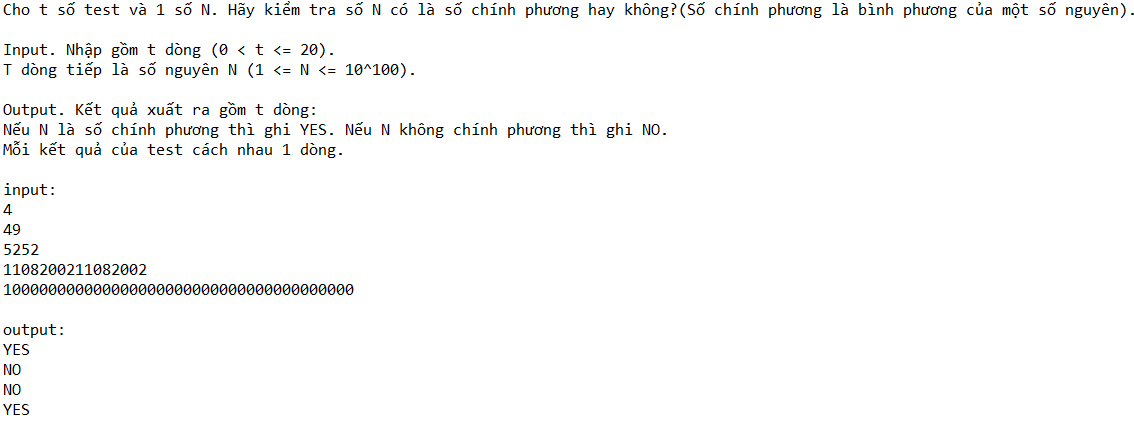 Cho t số test và 1 số N. Hãy kiểm tra số N có là số chính phương hay không?(Số chính phương là bình phương của một số nguyên).
Input. Nhập gồm t dòng (0 < t <= 20).
T dòng tiếp là số nguyên N (1 <= N <= 10^100).
Output. Kết quả xuất ra gồm t dòng:
Nếu N là số chính phương thì ghi YES. Nếu N không chính phương thì ghi NO.
Mỗi kết quả của test cách nhau 1 dòng.
input:
4
49
5252
1108200211082002
100000000000000000000000000000000000000
output:
YES
NO
NO
YES